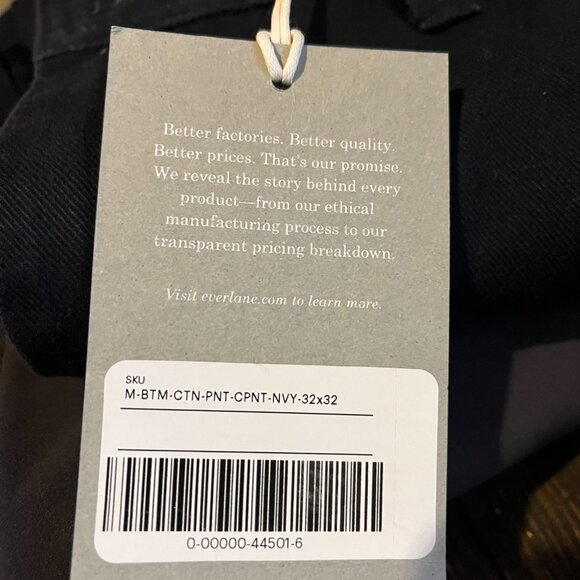 Better factories. Better quality.
Better prices. That's our promise.
We reveal the story behind every
product—from our ethical
manufacturing process to our
transparent pricing breakdown.
Visit everlane.com to learn more.
SKU
M-BTM-CTN-PNT-CPNT-NVY-32x32
0-00000-44501-6